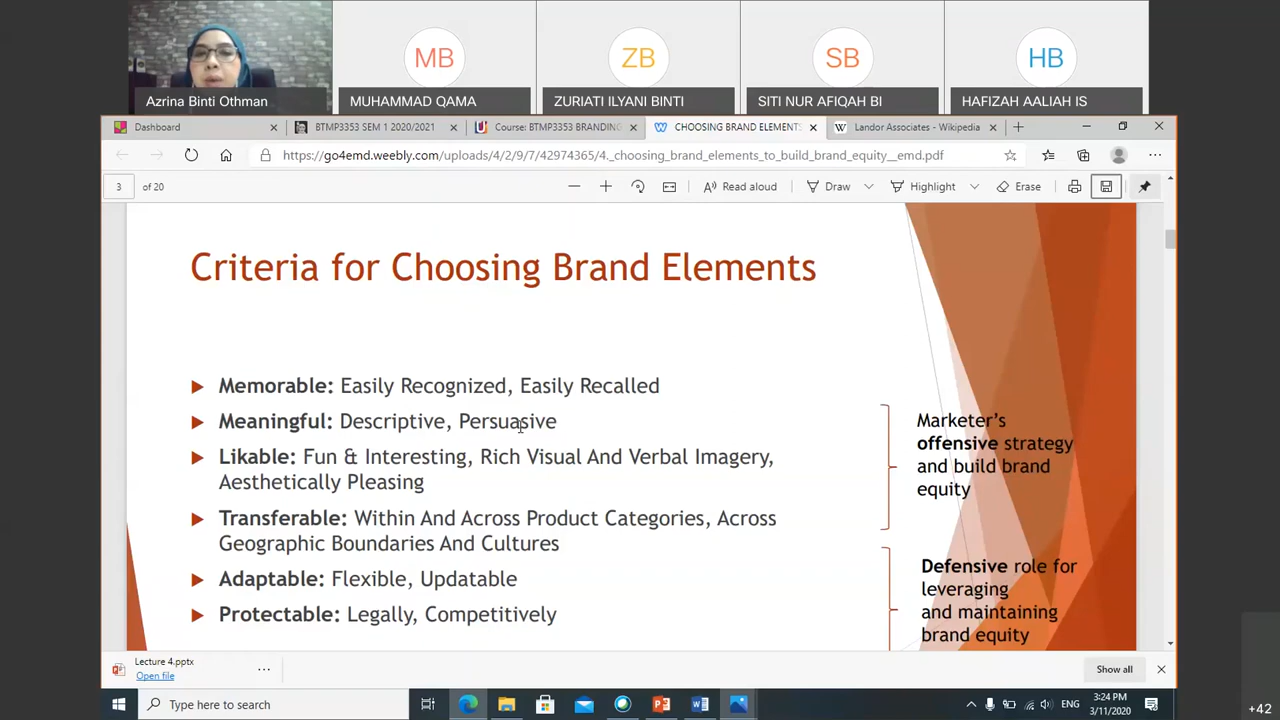 MB
ZB
SB
HB
Azrina Binti Othman
MUHAMMAD QAMA
ZURIATI ILYANI BINTI
SITI NUR AFIQAH BI
HAFIZAH AALIAH IS
Dashboard
BTMP3353 SEM 1 2020/2021
Course: BTMP3353 BRANDING
CHOOSING BRAND ELEMENTS
Landor Associates - Wikipedia
https://go4emd.weebly.com/uploads/4/2/9/7/42974365/4._choosing_brand_elements_to_build_brand_equity__emd.pdf
3 of 20
Read aloud
Draw
Highlight
Erase
Criteria for Choosing Brand Elements
Memorable: Easily Recognized, Easily Recalled
Meaningful: Descriptive, Persuasive
Likable: Fun & Interesting, Rich Visual And Verbal Imagery,
Aesthetically Pleasing
Transferable: Within And Across Product Categories, Across
Geographic Boundaries And Cultures
Adaptable: Flexible, Updatable
Protectable: Legally, Competitively
Marketer's
offensive strategy
and build brand
equity
Defensive role for
leveraging
and maintaining
brand equity
Lecture 4.pptx
Open file
Show all
Type here to search
ENG
3:24 PM
3/11/2020
+42